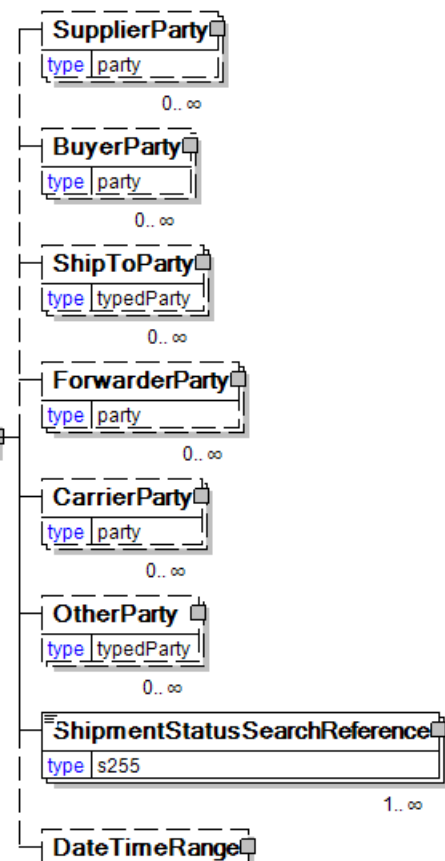 SupplierParty
type party
0.. ∞
BuyerParty
type party
0.. ∞
ShipToParty
type typedParty
0.. ∞
ForwarderParty
type party
0.. ∞
CarrierParty
type party
0.. ∞
OtherParty
type typedParty
0.. ∞
ShipmentStatusSearchReference
type s255
1.. ∞
DateTimeRange